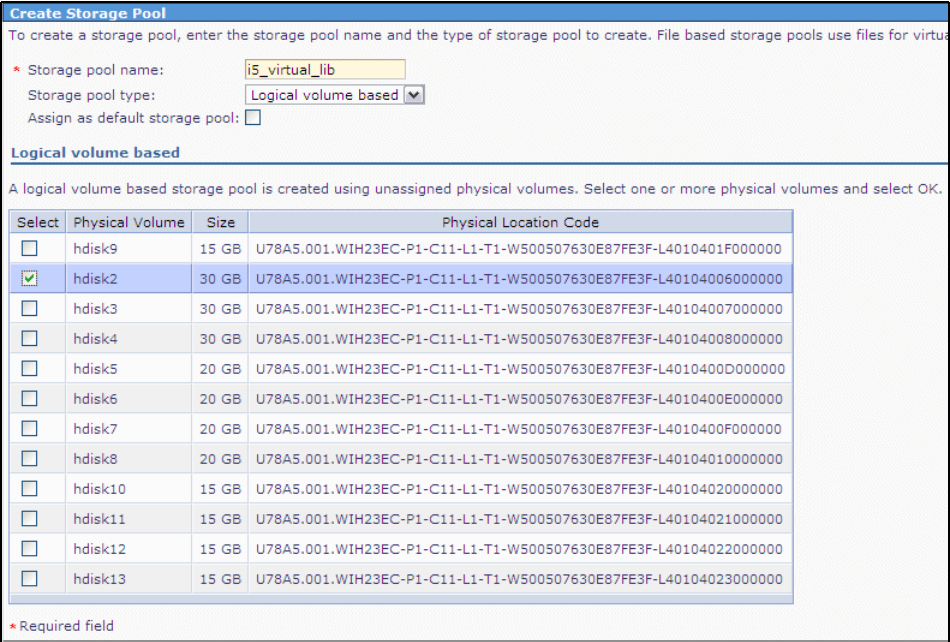 Create Storage Pool
To create a storage pool, enter the storage pool name and the type of storage pool to create. File based storage pools use files for virtu
* Storage pool name: i5_virtual_lib
Storage pool type: Logical volume based
Assign as default storage pool:
Logical volume based
A logical volume based storage pool is created using unassigned physical volumes. Select one or more physical volumes and select OK.
Select Physical Volume Size Physical Location Code
hdisk9 15 GB U78A5.001.WIH23EC-P1-C11-L1-T1-W500507630E87FE3F-L4010401F000000
hdisk2 30 GB U78A5.001.WIH23EC-P1-C11-L1-T1-W500507630E87FE3F-L40104006000000
hdisk3 30 GB U78A5.001.WIH23EC-P1-C11-L1-T1-W500507630E87FE3F-L40104007000000
hdisk4 30 GB U78A5.001.WIH23EC-P1-C11-L1-T1-W500507630E87FE3F-L40104008000000
hdisk5 20 GB U78A5.001.WIH23EC-P1-C11-L1-T1-W500507630E87FE3F-L4010400D000000
hdisk6 20 GB U78A5.001.WIH23EC-P1-C11-L1-T1-W500507630E87FE3F-L4010400E000000
hdisk7 20 GB U78A5.001.WIH23EC-P1-C11-L1-T1-W500507630E87FE3F-L4010400F000000
hdisk8 20 GB U78A5.001.WIH23EC-P1-C11-L1-T1-W500507630E87FE3F-L40104010000000
hdisk10 15 GB U78A5.001.WIH23EC-P1-C11-L1-T1-W500507630E87FE3F-L40104020000000
hdisk11 15 GB U78A5.001.WIH23EC-P1-C11-L1-T1-W500507630E87FE3F-L40104021000000
hdisk12 15 GB U78A5.001.WIH23EC-P1-C11-L1-T1-W500507630E87FE3F-L40104022000000
hdisk13 15 GB U78A5.001.WIH23EC-P1-C11-L1-T1-W500507630E87FE3F-L40104023000000
* Required field